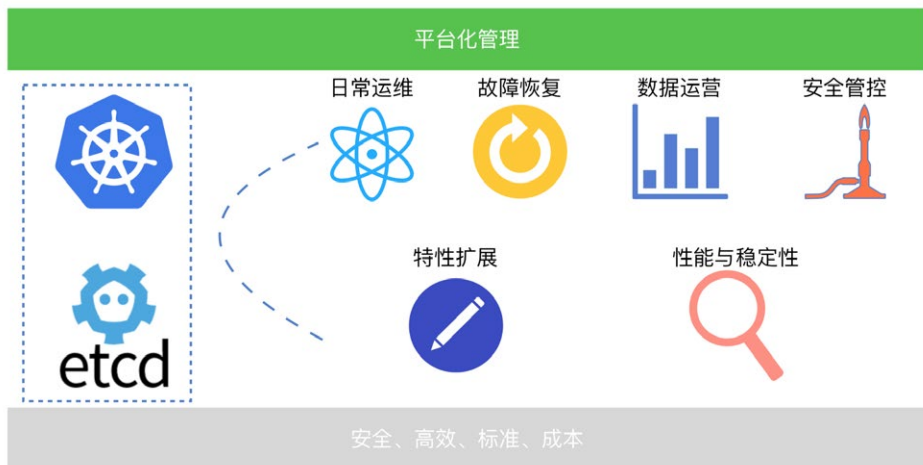 平台化管理
日常运维
故障恢复
数据运营
安全管控
特性扩展
性能与稳定性
etcd
安全、高效、标准、成本